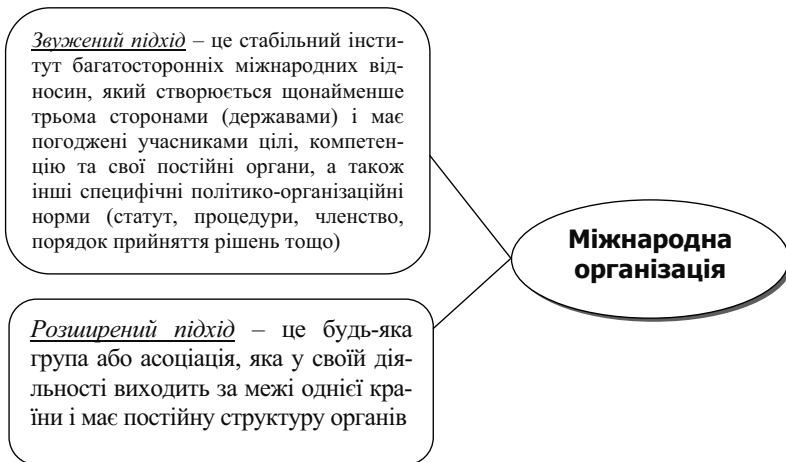 Звужений підхід – це стабільний інсти-
тут багатосторонніх міжнародних від-
носин, який створюється щонайменше
трьома сторонами (державами) і має
погоджені учасниками цілі, компетен-
цію та свої постійні органи, а також
інші специфічні політико-організаційні
норми (статут, процедури, членство,
порядок прийняття рішень тощо)
Міжнародна
організація
Розширений підхід – це будь-яка
група або асоціація, яка у своїй дія-
льності виходить за межі однієї кра-
їни і має постійну структуру органів